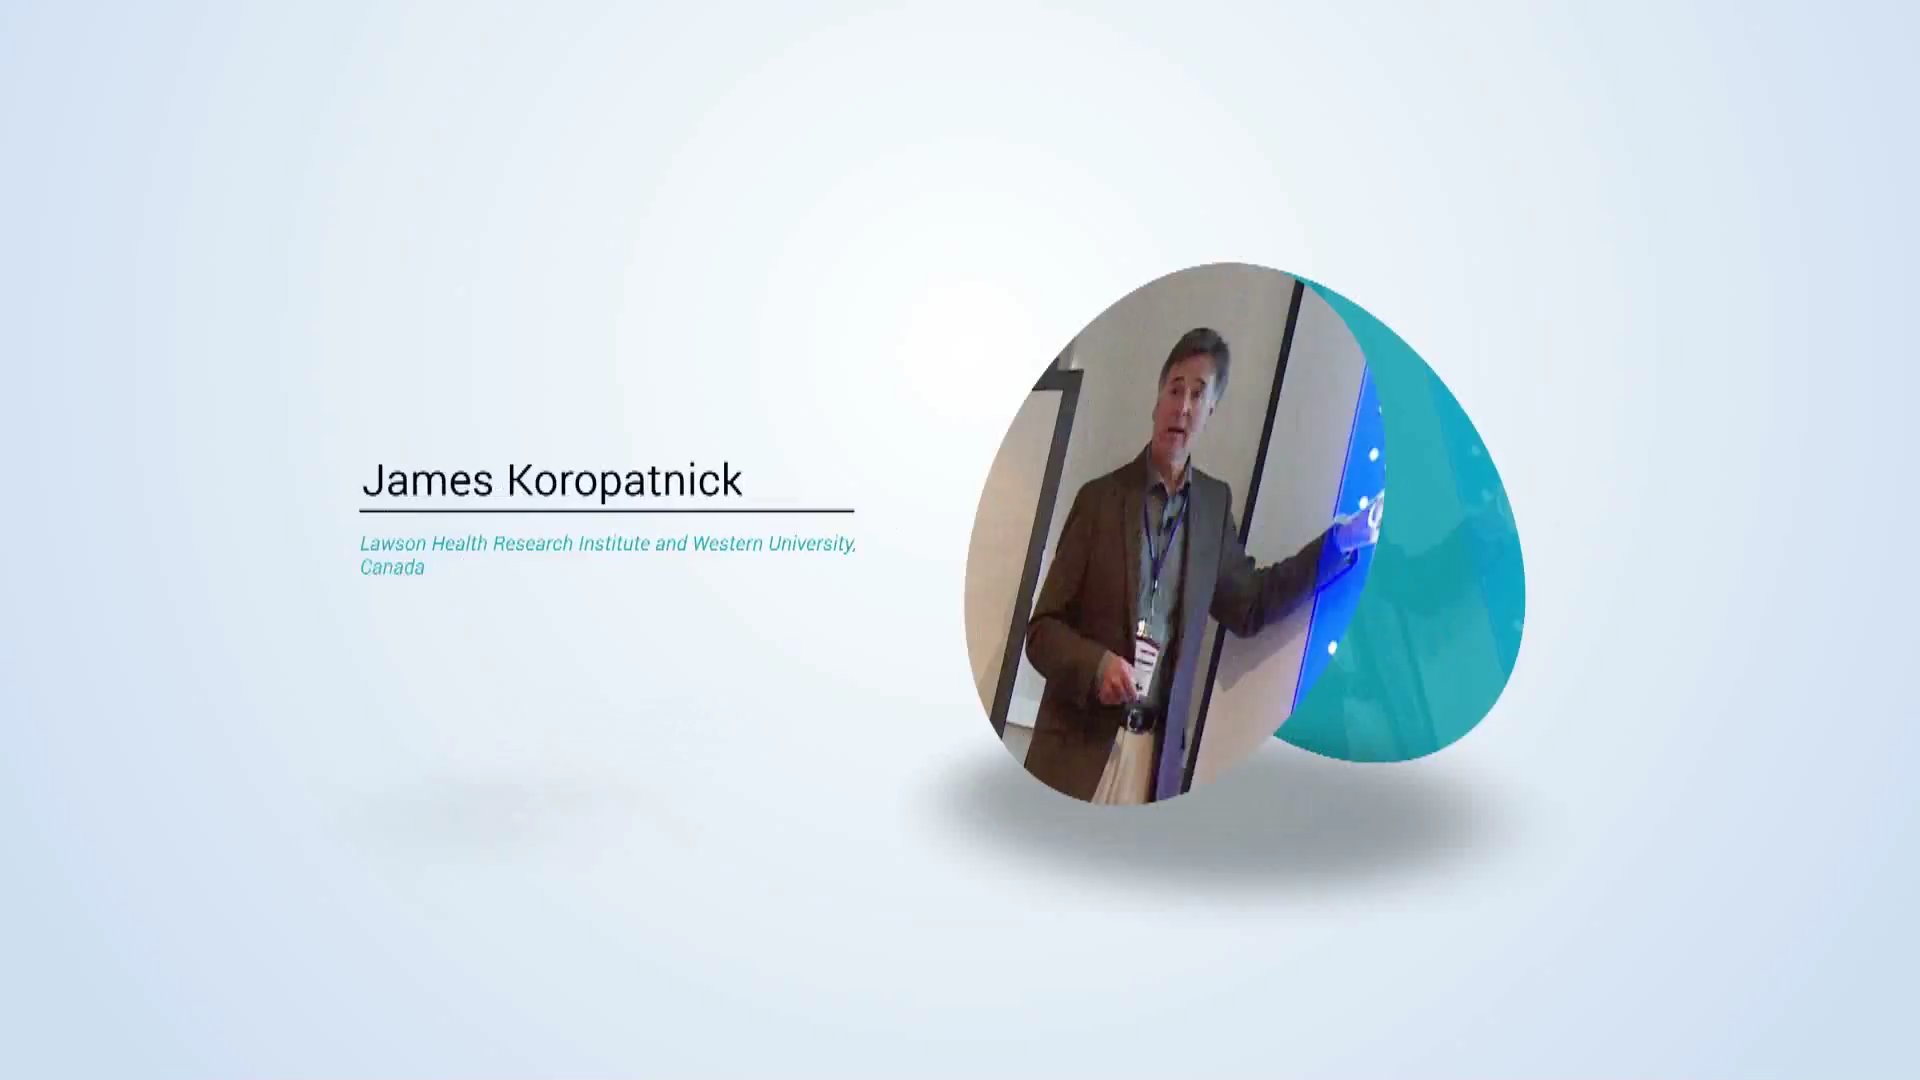 James Koropatnick
Lawson Health Research Institute and Western University,
Canada